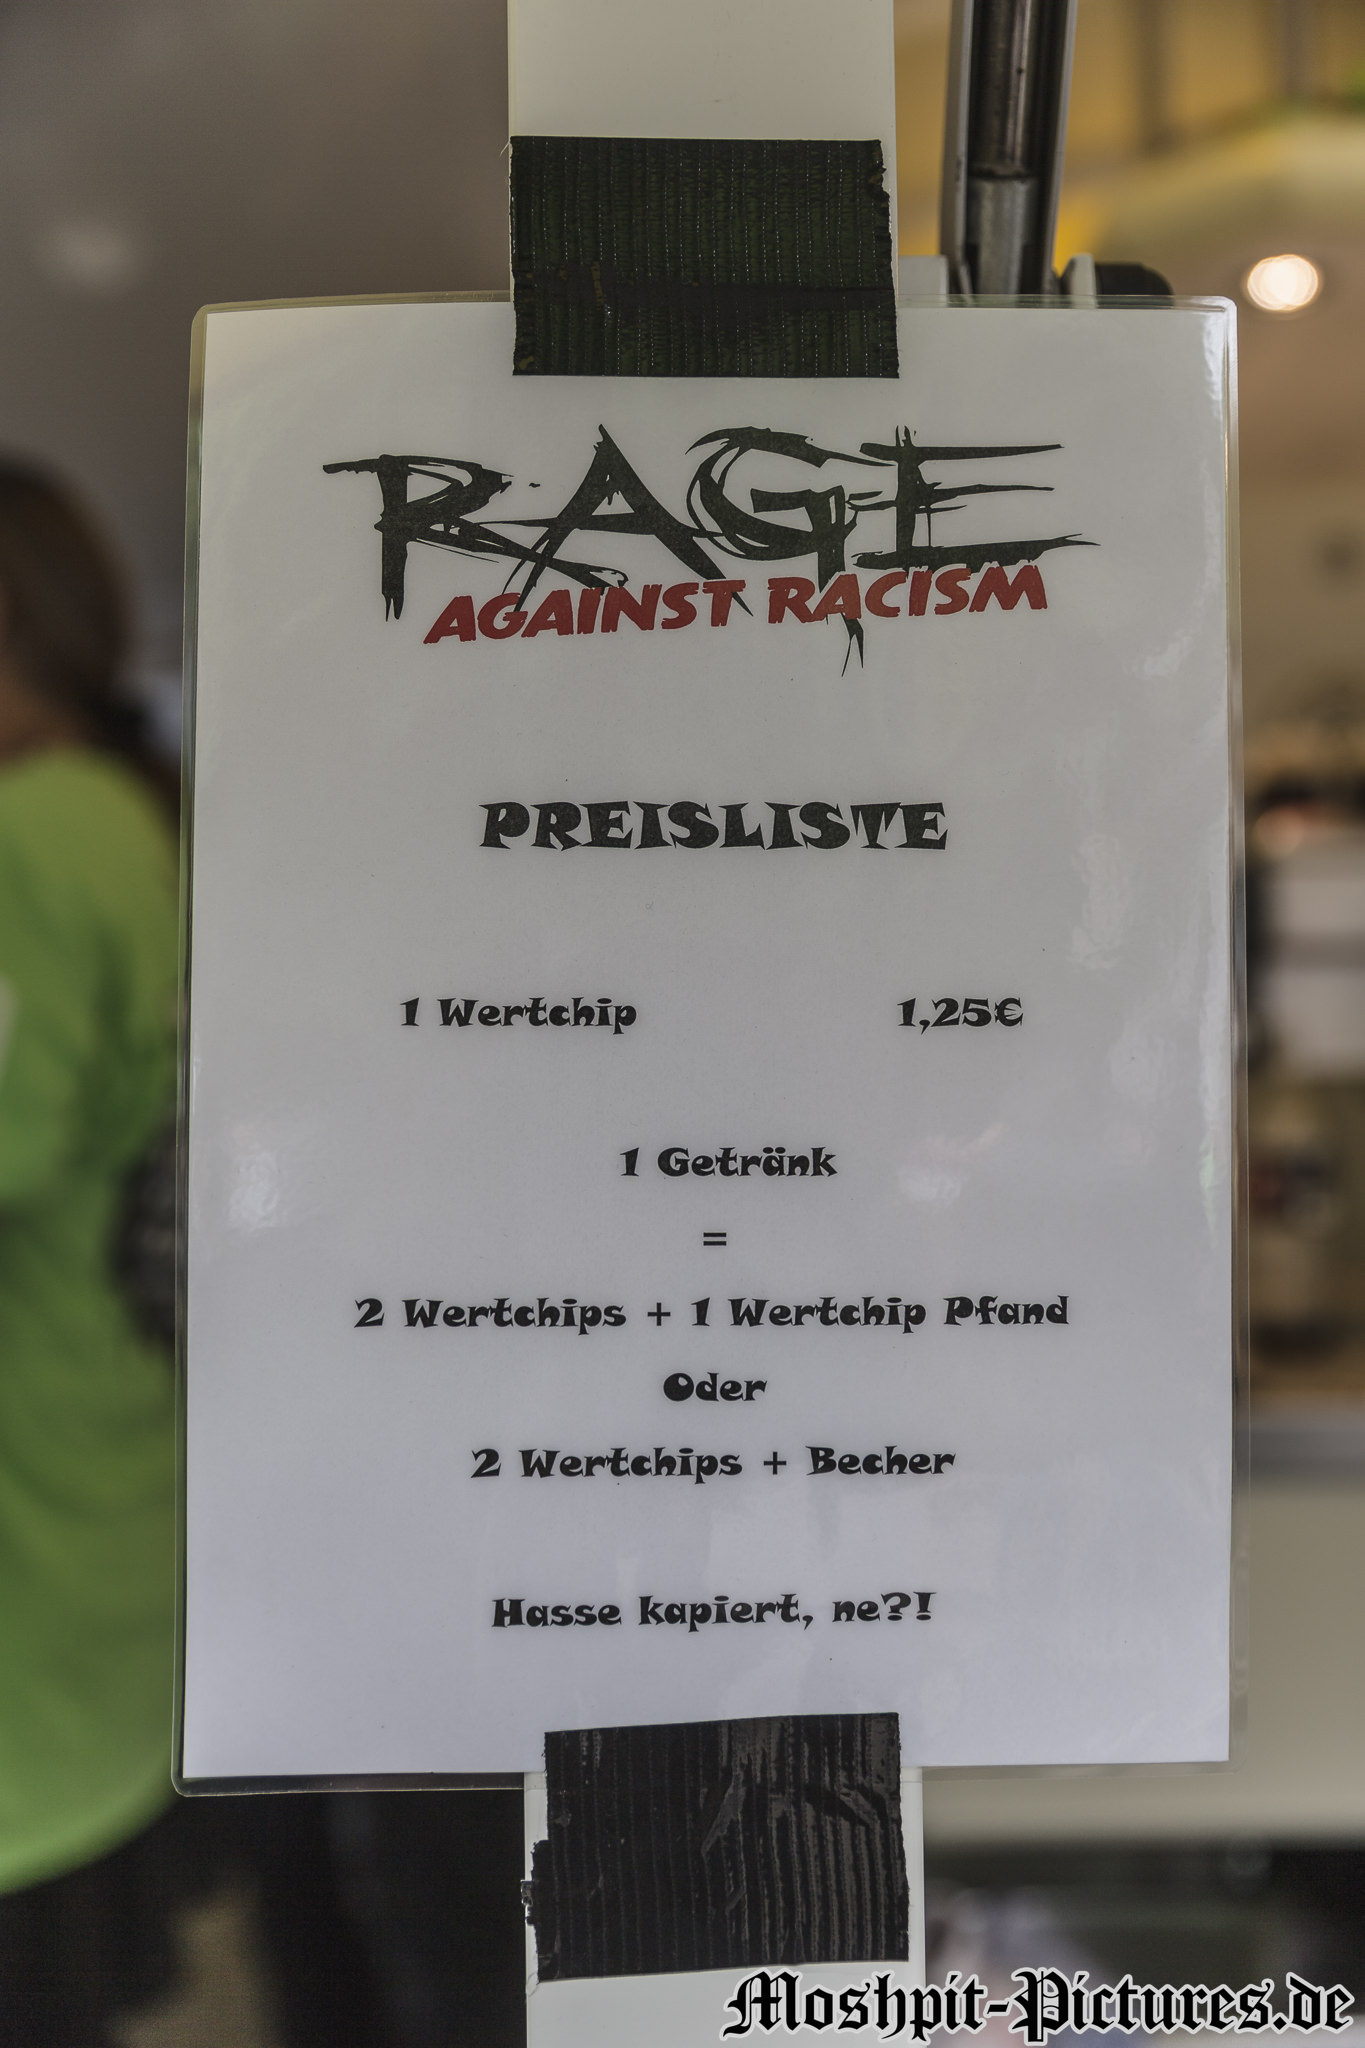 RAGE
AGAINST RACISM
PREISLISTE
1 Wertchip 1,25€
1 Getränk
=
2 Wertchips + 1 Wertchip Pfand
Oder
2 Wertchips + Becher
Hasse kapiert, ne?!
Moshpit-Pictures.de